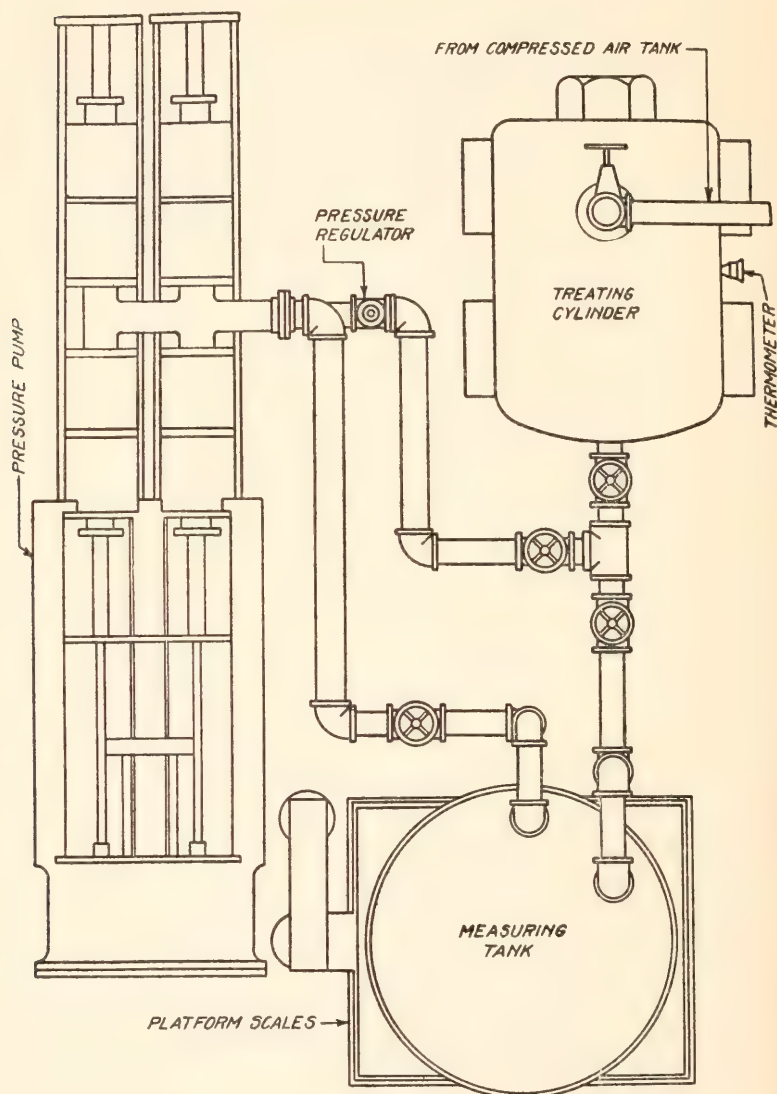 FROM COMPRESSED AIR TANK
PRESSURE
REGULATOR
TREATING
CYLINDER
THERMOMETER
PRESSURE PUMP
MEASURING
TANK
PLATFORM SCALES